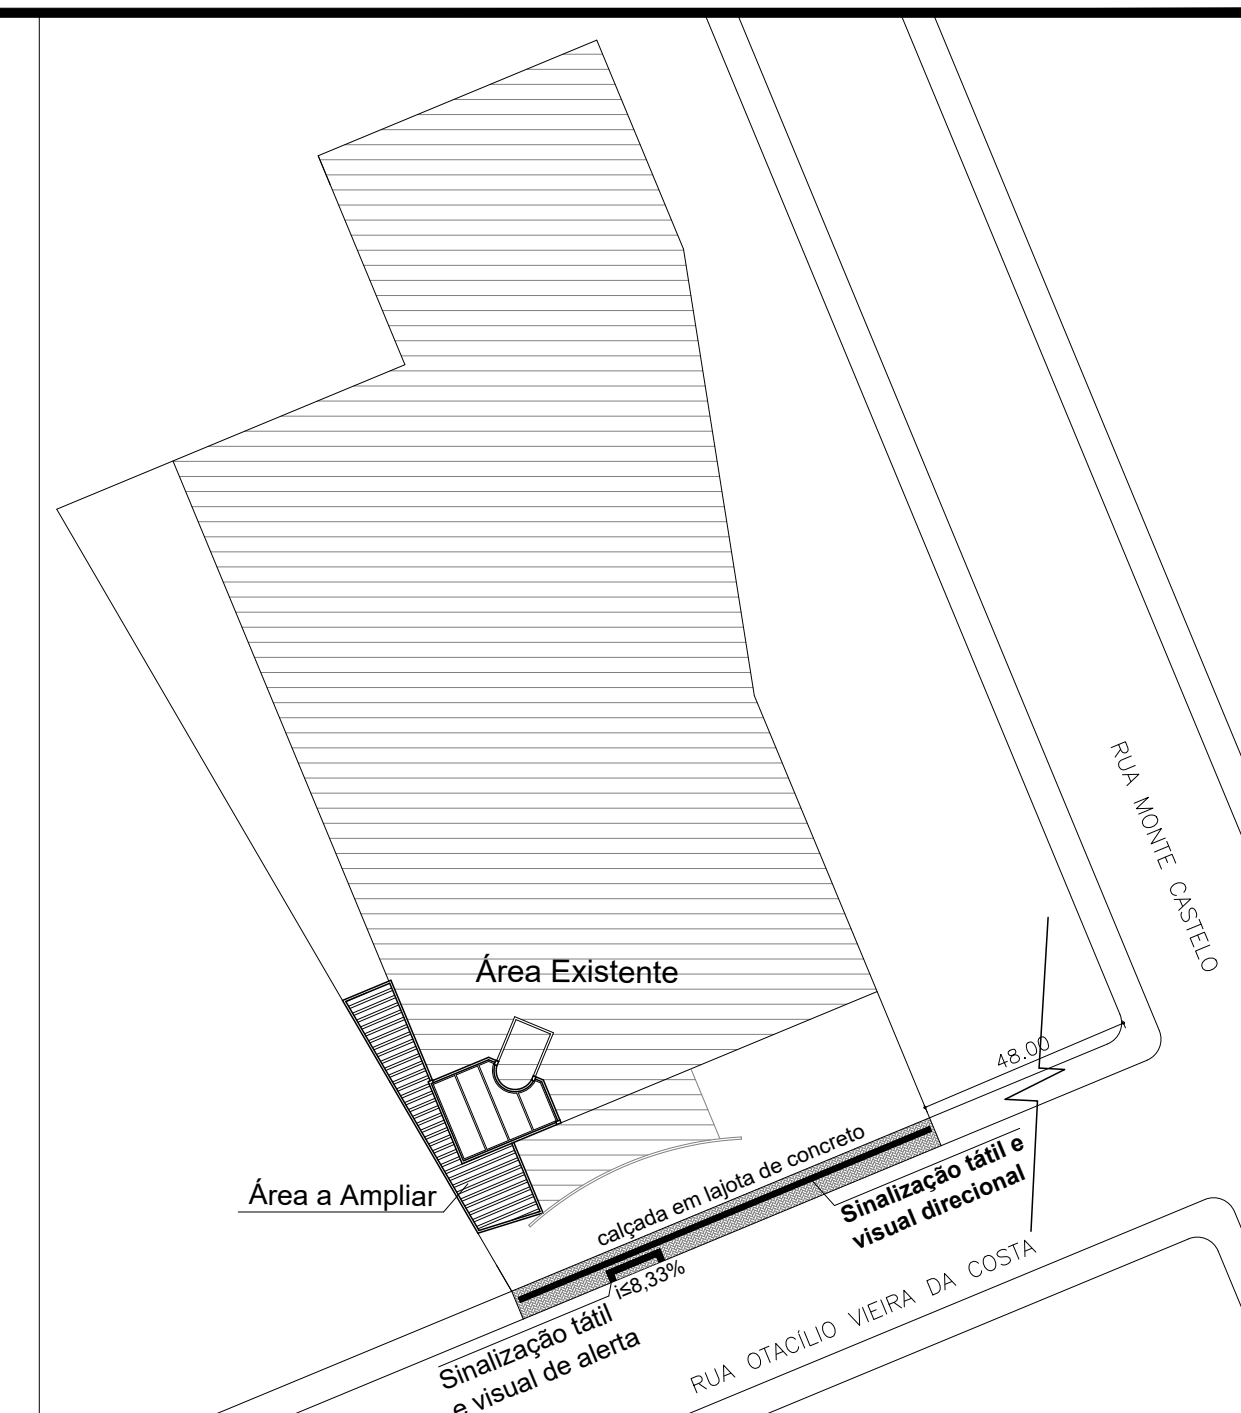 RUA MONTE CASTELO
Área Existente
48.00
calçada em lajota de concreto
Área a Ampliar
Sinalização tátil e
visual direcional
i≤8,33%
RUA OTACÍLIO VIEIRA DA COSTA
Sinalização tátil
e visual de alerta